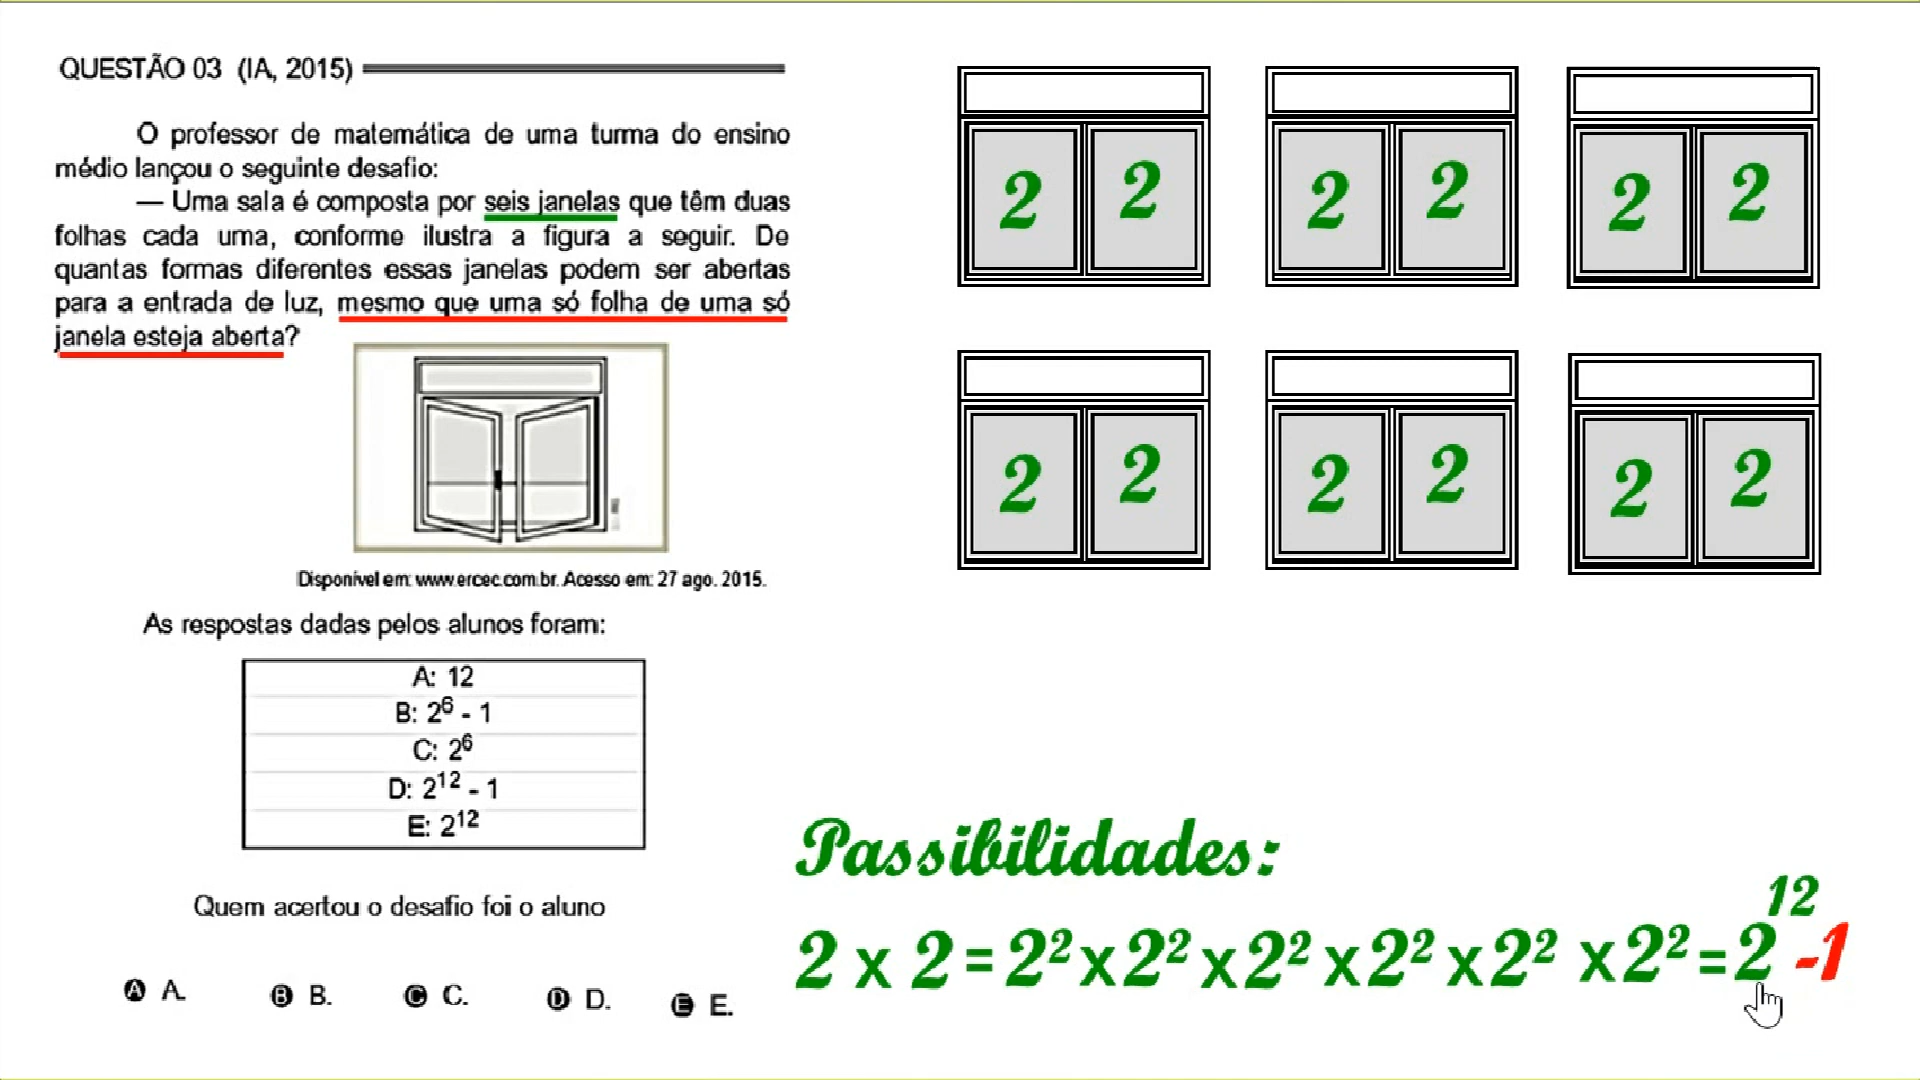 QUESTÃO 03 (IA, 2015)
O professor de matemática de uma turma do ensino
médio lançou o seguinte desafio:
— Uma sala é composta por seis janelas que têm duas
folhas cada uma, conforme ilustra a figura a seguir. De
quantas formas diferentes essas janelas podem ser abertas
para a entrada de luz, mesmo que uma só folha de uma só
janela esteja aberta?
Disponível em: www.ercec.com.br. Acesso em: 27 ago. 2015.
As respostas dadas pelos alunos foram:
A: 12
B: 2⁶ - 1
C: 2⁶
D: 2¹² - 1
E: 2¹²
Quem acertou o desafio foi o aluno
A A.
B B.
C C.
D D.
E E.
2 2 2 2 2 2
2 2 2 2 2 2
Passibilidades:
2 x 2 = 2² x 2² x 2² x 2² x 2² x 2² = 2¹² -1